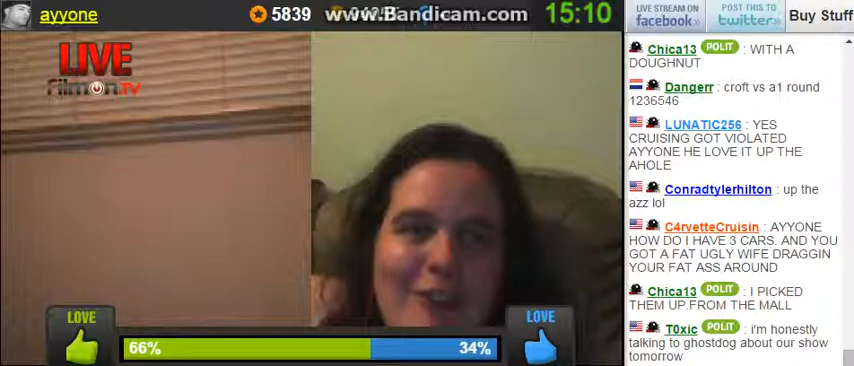 ayyone
5839
www.Bandicam.com
15:10
LIVE
FilmOn.TV
LOVE
LOVE
66%
34%
LIVE STREAM ON
facebook»
POST THIS TO
twitter»
Buy Stuff
Chica13 POLIT : WITH A
DOUGHNUT
Dangerr : croft vs a1 round
1236546
LUNATIC256 : YES
CRUISING GOT VIOLATED
AYYONE HE LOVE IT UP THE
AHOLE
Conradtylerhilton : up the
azz lol
C4rvetteCruisin : AYYONE
HOW DO I HAVE 3 CARS. AND YOU
GOT A FAT UGLY WIFE DRAGGIN
YOUR FAT ASS AROUND
Chica13 POLIT : I PICKED
THEM UP.FROM THE MALL
T0xic POLIT : i'm honestly
talking to ghostdog about our show
tomorrow